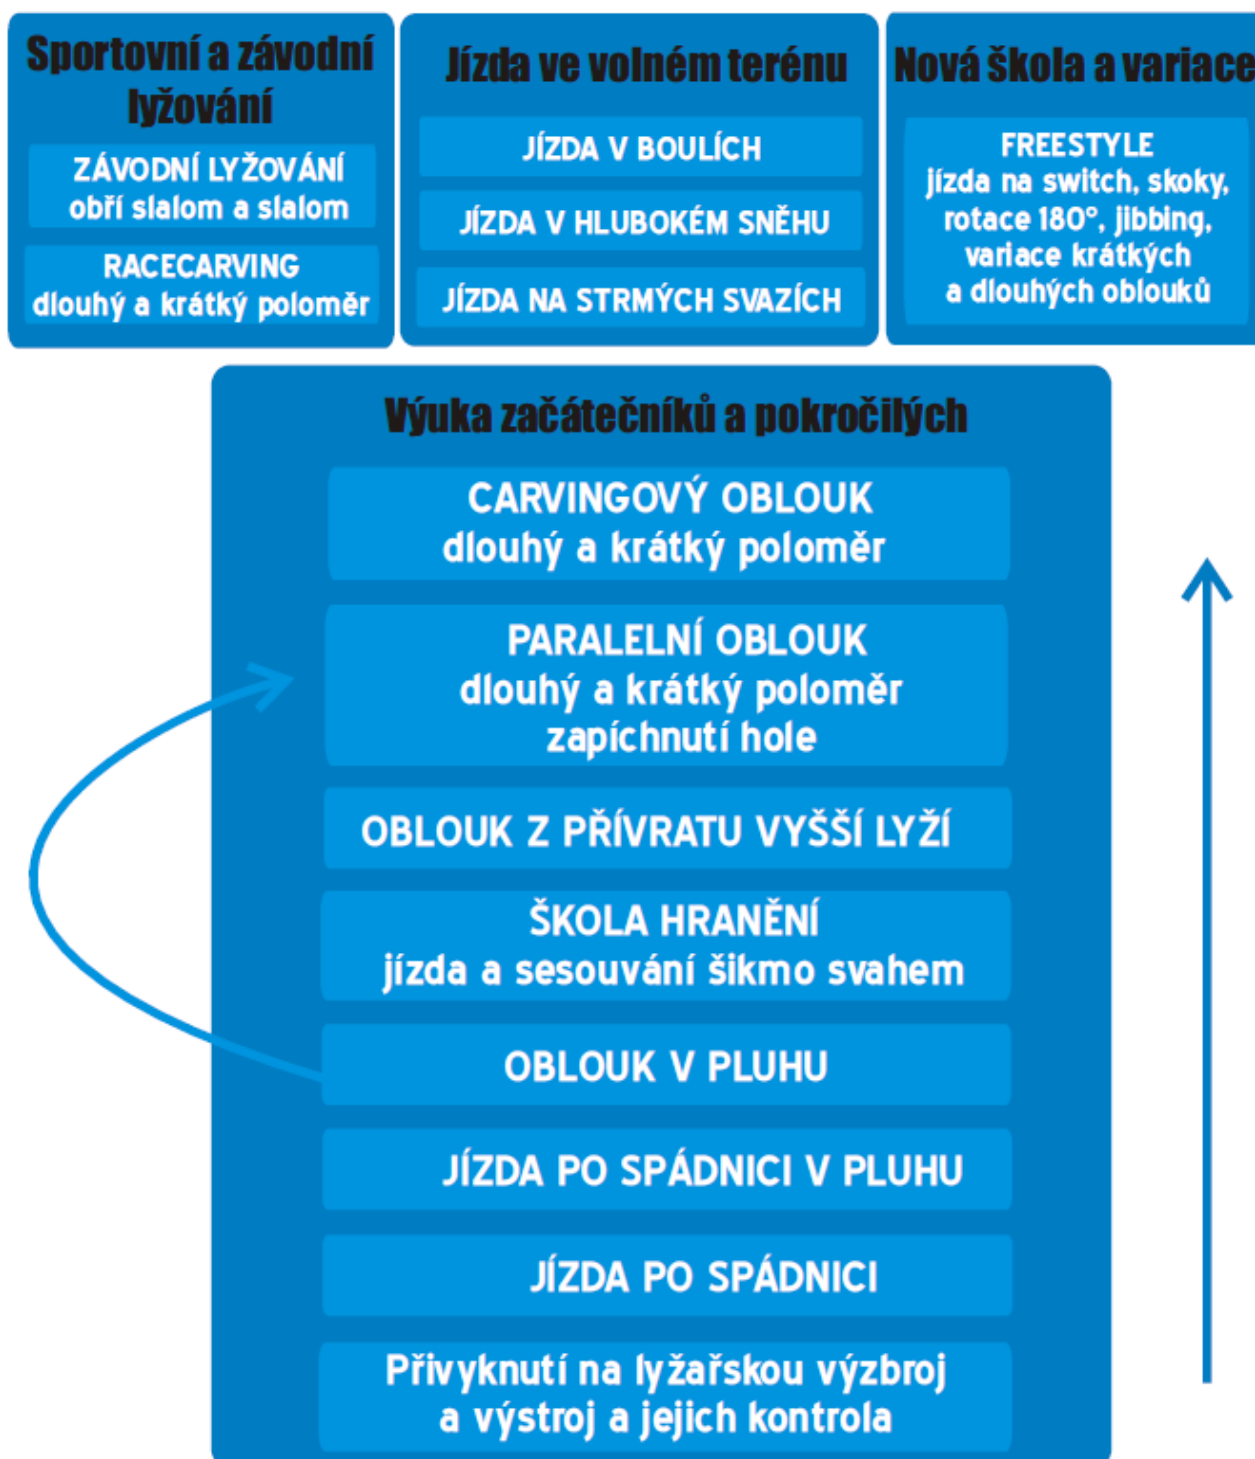 Sportovní a závodní
lyžování
ZÁVODNÍ LYŽOVÁNÍ
obří slalom a slalom
RACECARVING
dlouhý a krátký poloměr
Jízda ve volném terénu
JÍZDA V BOULÍCH
JÍZDA V HLUBOKÉM SNĚHU
JÍZDA NA STRMÝCH SVAZÍCH
Nová škola a variace
FREESTYLE
jízda na switch, skoky,
rotace 180°, jibbing,
variace krátkých
a dlouhých oblouků
Výuka začátečníků a pokročilých
CARVINGOVÝ OBLOUK
dlouhý a krátký poloměr
PARALELNÍ OBLOUK
dlouhý a krátký poloměr
zapíchnutí hole
OBLOUK Z PŘÍVRATU VYŠŠÍ LYŽÍ
ŠKOLA HRANĚNÍ
jízda a sesouvání šikmo svahem
OBLOUK V PLUHU
JÍZDA PO SPÁDNICI V PLUHU
JÍZDA PO SPÁDNICI
Přivyknutí na lyžařskou výzbroj
a výstroj a jejich kontrola